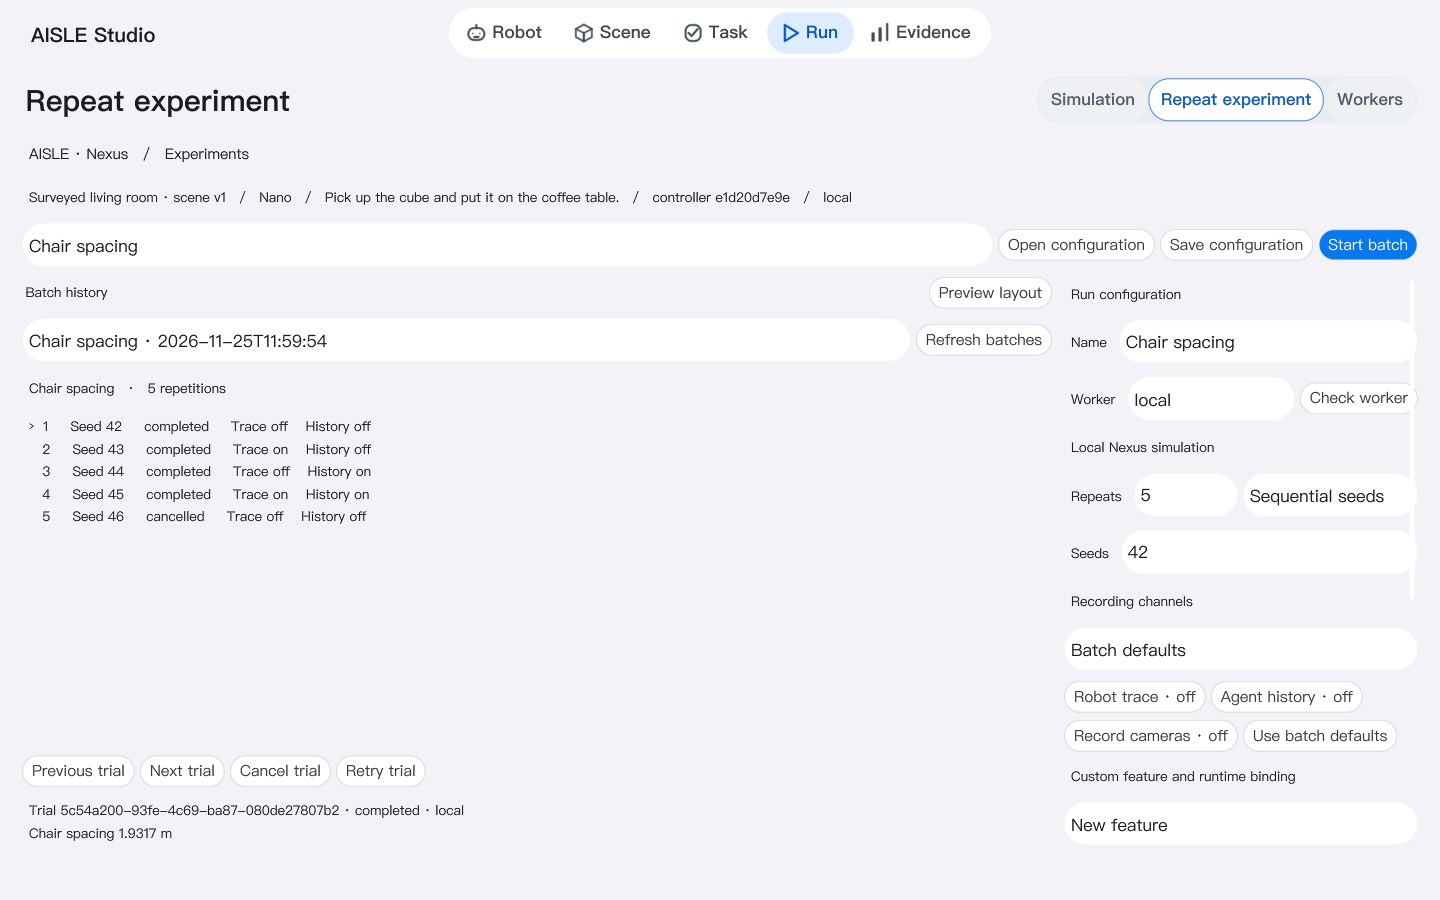 AISLE Studio
Robot
Scene
Task
Run
Evidence
Repeat experiment
Simulation
Repeat experiment
Workers
AISLE · Nexus / Experiments
Surveyed living room · scene v1 / Nano / Pick up the cube and put it on the coffee table. / controller e1d20d7e9e / local
Chair spacing
Open configuration
Save configuration
Start batch
Batch history
Preview layout
Chair spacing · 2026–11–25T11:59:54
Refresh batches
Chair spacing · 5 repetitions
> 1 Seed 42 completed Trace off History off
2 Seed 43 completed Trace on History off
3 Seed 44 completed Trace off History on
4 Seed 45 completed Trace on History on
5 Seed 46 cancelled Trace off History off
Previous trial
Next trial
Cancel trial
Retry trial
Trial 5c54a200–93fe–4c69–ba87–080de27807b2 · completed · local
Chair spacing 1.9317 m
Run configuration
Name Chair spacing
Worker local Check worker
Local Nexus simulation
Repeats 5 Sequential seeds
Seeds 42
Recording channels
Batch defaults
Robot trace · off
Agent history · off
Record cameras · off
Use batch defaults
Custom feature and runtime binding
New feature